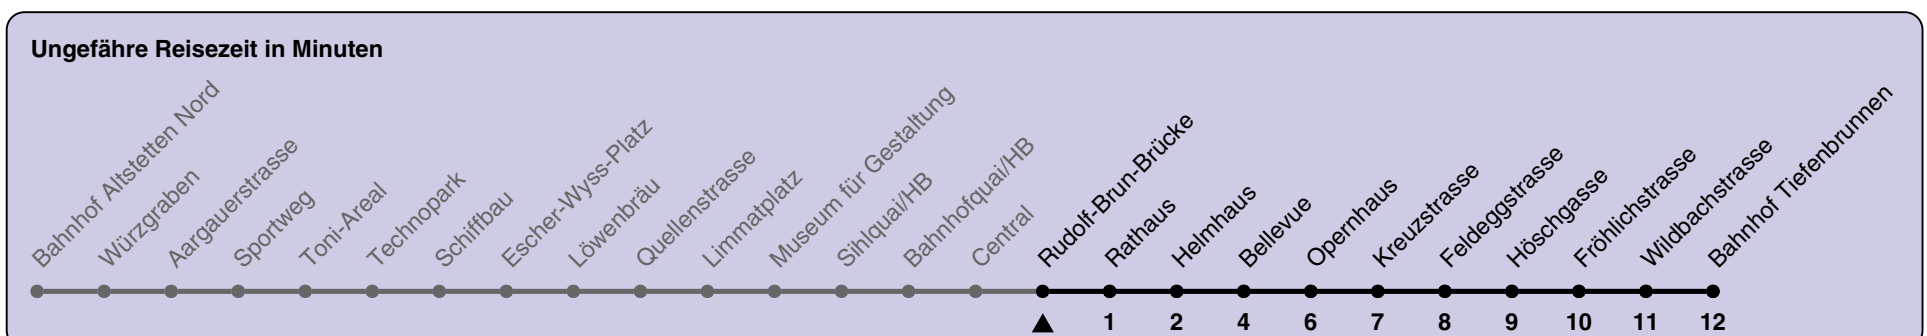 Ungefähre Reisezeit in Minuten
Bahnhof Altstetten Nord
Würzgraben
Aargauerstrasse
Sportweg
Toni-Areal
Technopark
Schiffbau
Escher-Wyss-Platz
Löwenbräu
Quellenstrasse
Limmatplatz
Museum für Gestaltung
Sihlquai/HB
Bahnhofquai/HB
Central
Rudolf-Brun-Brücke
Rathaus
Helmhaus
Bellevue
Opernhaus
Kreuzstrasse
Feldeggstrasse
Höschgasse
Fröhlichstrasse
Wildbachstrasse
Bahnhof Tiefenbrunnen
1 2 4 6 7 8 9 10 11 12